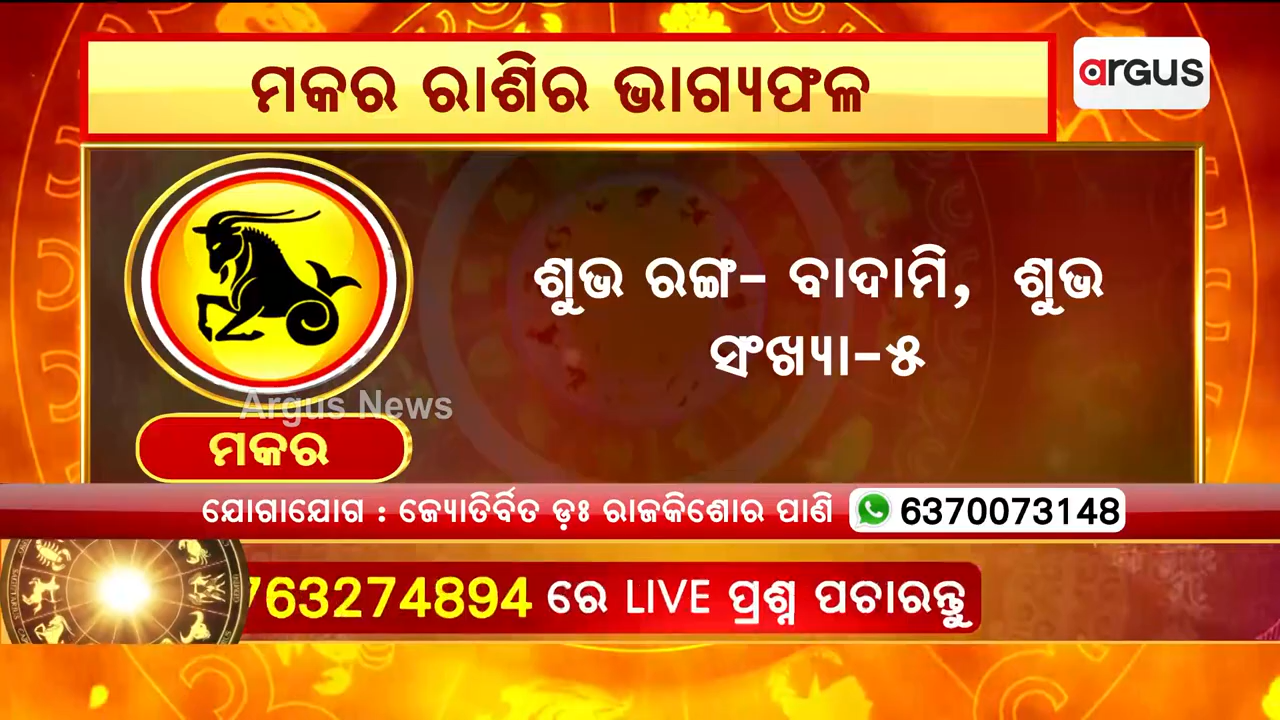 ମକର ରାଶିର ଭାଗ୍ୟଫଳ
argus
ଶୁଭ ରଙ୍ଗ- ବାଦାମି, ଶୁଭ
ସଂଖ୍ୟା-୫
Argus News
ମକର
ଯୋଗାଯୋଗ : ଜ୍ୟୋତିର୍ବିତ ଡ଼ଃ ରାଜକିଶୋର ପାଣି 6370073148
763274894 ରେ LIVE ପ୍ରଶ୍ନ ପଚାରନ୍ତୁ